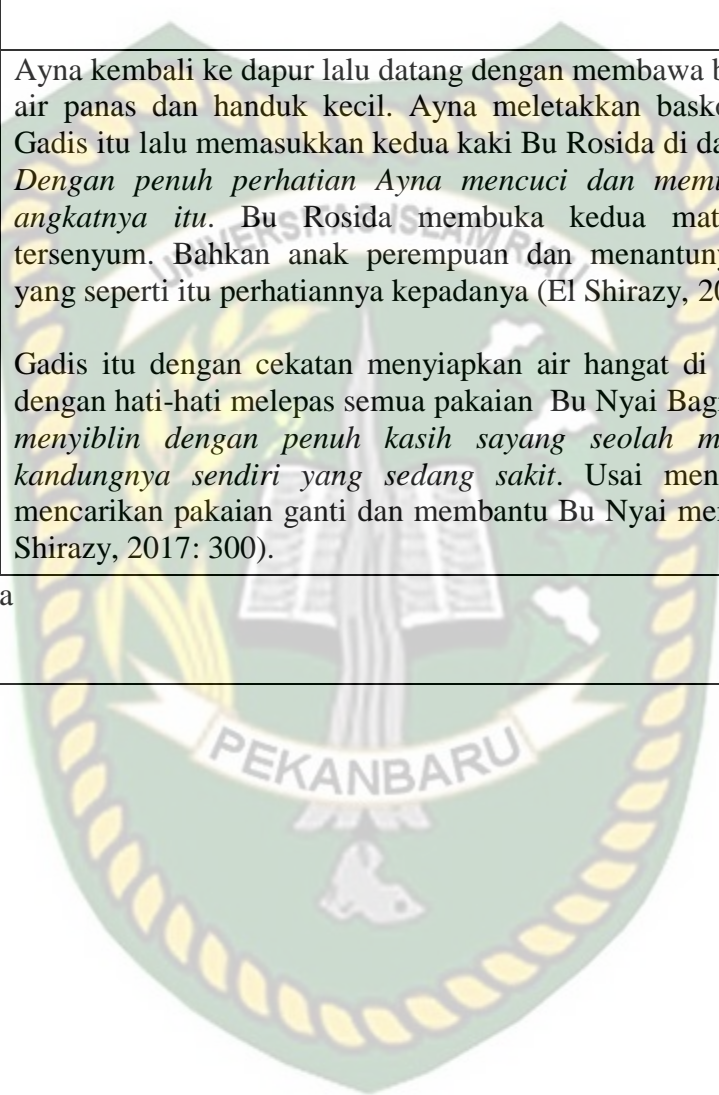 Ayna kembali ke dapur lalu datang dengan membawa b
air panas dan handuk kecil. Ayna meletakkan bask
Gadis itu lalu memasukkan kedua kaki Bu Rosida di da
Dengan penuh perhatian Ayna mencuci dan mem
angkatnya itu. Bu Rosida membuka kedua mat
tersenyum. Bahkan anak perempuan dan menantuny
yang seperti itu perhatiannya kepadanya (El Shirazy, 20
Gadis itu dengan cekatan menyiapkan air hangat di
dengan hati-hati melepas semua pakaian Bu Nyai Bag
menyiblin dengan penuh kasih sayang seolah m
kandungnya sendiri yang sedang sakit. Usai men
mencarikan pakaian ganti dan membantu Bu Nyai me
Shirazy, 2017: 300).
a
UNIVERSITAS ISLAM RIAU
PEKANBARU